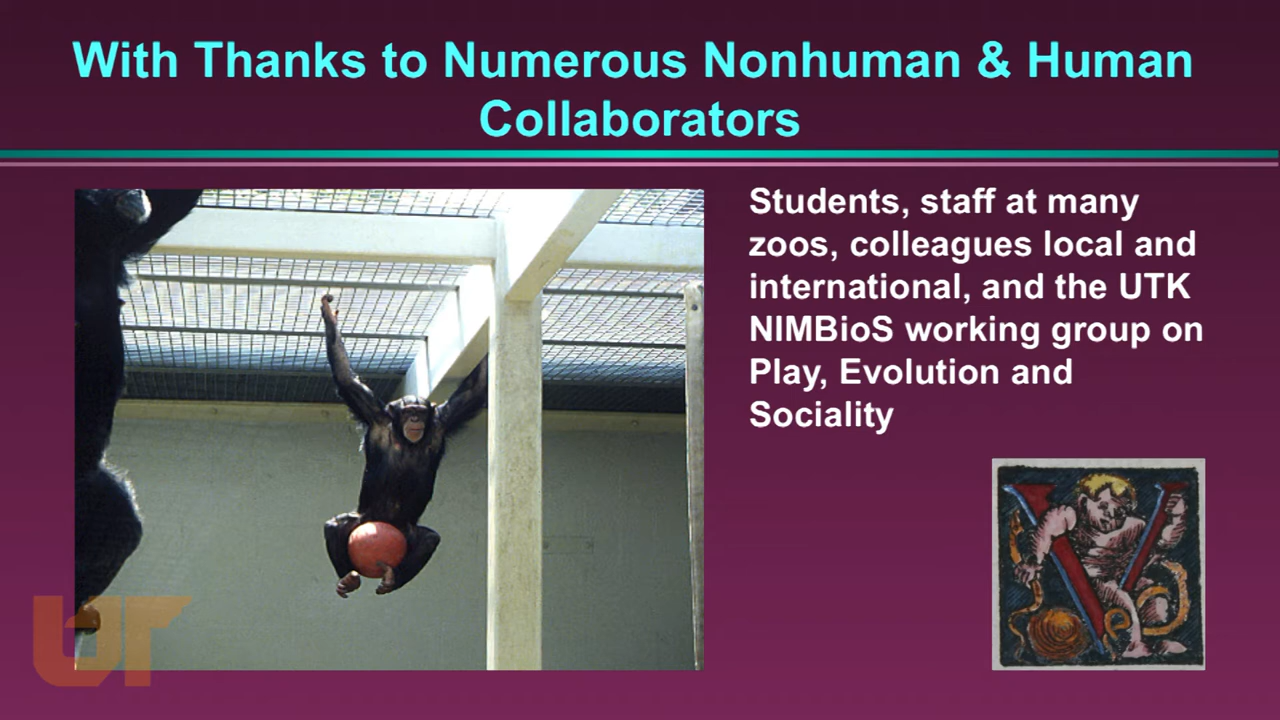 With Thanks to Numerous Nonhuman & Human
Collaborators
Students, staff at many
zoos, colleagues local and
international, and the UTK
NIMBioS working group on
Play, Evolution and
Sociality
UT